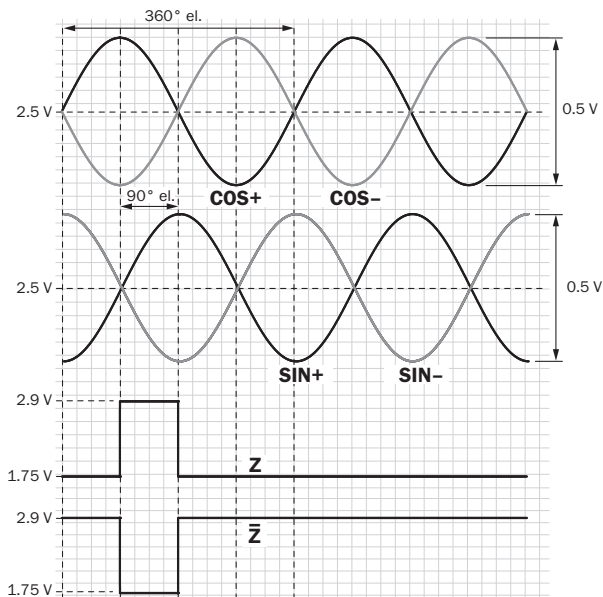 360° el.
2.5 V
0.5 V
90° el.
COS+
COS–
2.5 V
0.5 V
SIN+
SIN–
2.9 V
Z
1.75 V
2.9 V
Z̅
1.75 V